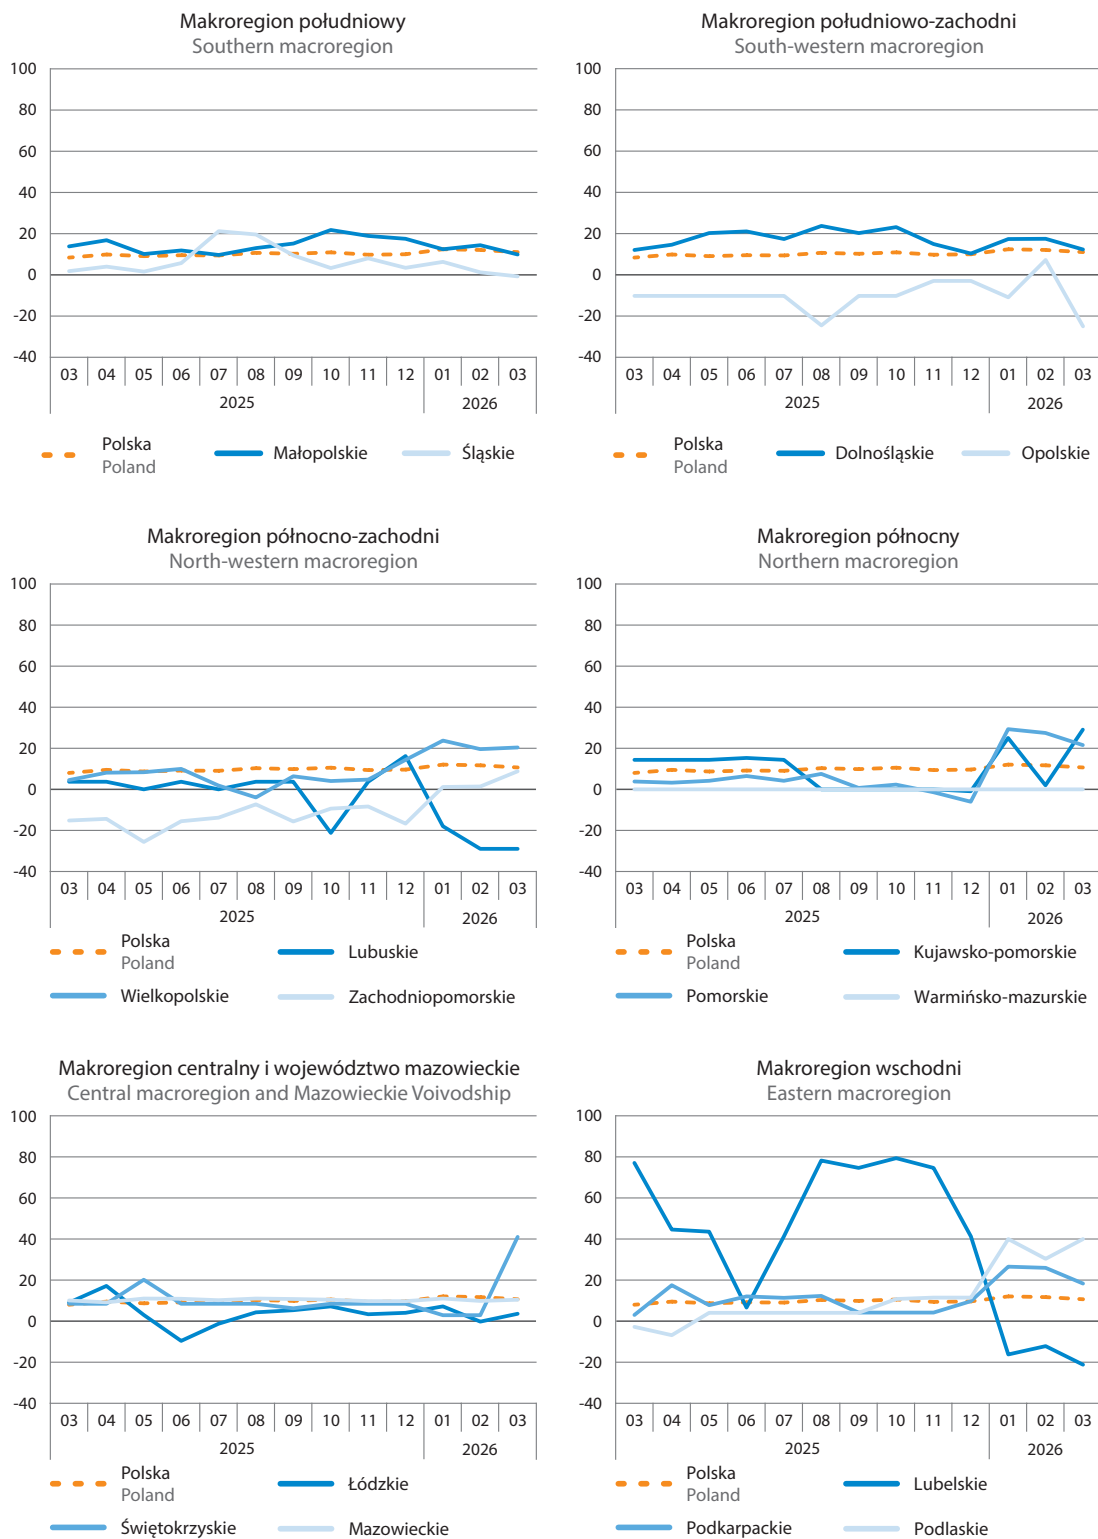 Makroregion południowy
Southern macroregion
100
80
60
40
20
0
-20
-40
03 04 05 06 07 08 09 10 11 12 01 02 03
2025 2026
Polska
Poland
Małopolskie
Śląskie
Makroregion południowo-zachodni
South-western macroregion
100
80
60
40
20
0
-20
-40
03 04 05 06 07 08 09 10 11 12 01 02 03
2025 2026
Polska
Poland
Dolnośląskie
Opolskie
Makroregion północno-zachodni
North-western macroregion
100
80
60
40
20
0
-20
-40
03 04 05 06 07 08 09 10 11 12 01 02 03
2025 2026
Polska
Poland
Lubuskie
Wielkopolskie
Zachodniopomorskie
Makroregion północny
Northern macroregion
100
80
60
40
20
0
-20
-40
03 04 05 06 07 08 09 10 11 12 01 02 03
2025 2026
Polska
Poland
Kujawsko-pomorskie
Pomorskie
Warmińsko-mazurskie
Makroregion centralny i województwo mazowieckie
Central macroregion and Mazowieckie Voivodship
100
80
60
40
20
0
-20
-40
03 04 05 06 07 08 09 10 11 12 01 02 03
2025 2026
Polska
Poland
Łódzkie
Świętokrzyskie
Mazowieckie
Makroregion wschodni
Eastern macroregion
100
80
60
40
20
0
-20
-40
03 04 05 06 07 08 09 10 11 12 01 02 03
2025 2026
Polska
Poland
Lubelskie
Podkarpackie
Podlaskie